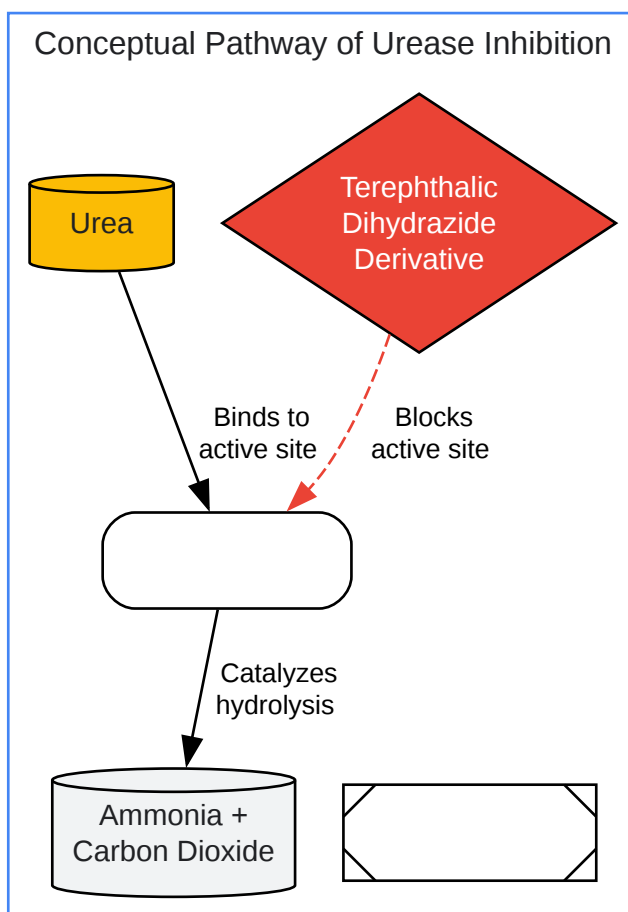 Conceptual Pathway of Urease Inhibition
Urea
Terephthalic
Dihydrazide
Derivative
Binds to
active site
Blocks
active site
Catalyzes
hydrolysis
Ammonia +
Carbon Dioxide